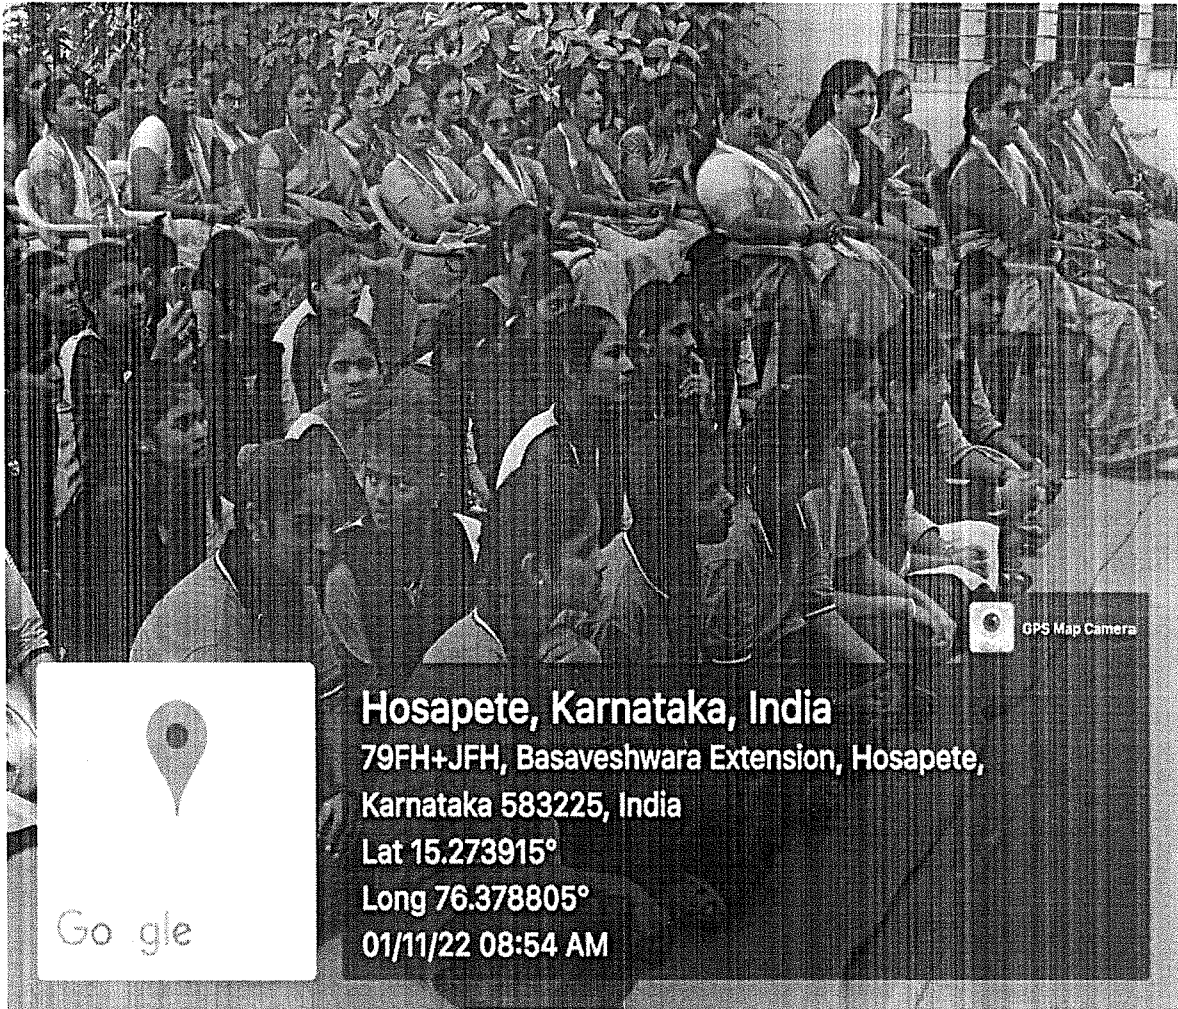 GPS Map Camera
Hosapete, Karnataka, India
79FH+JFH, Basaveshwara Extension, Hosapete,
Karnataka 583225, India
Lat 15.273915°
Long 76.378805°
01/11/22 08:54 AM
Go gle